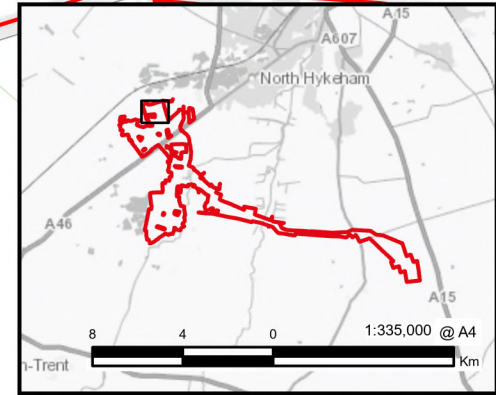 A15
A607
North Hykeham
A46
A15
8 4 0 1:335,000 @ A4
Km
n-Trent